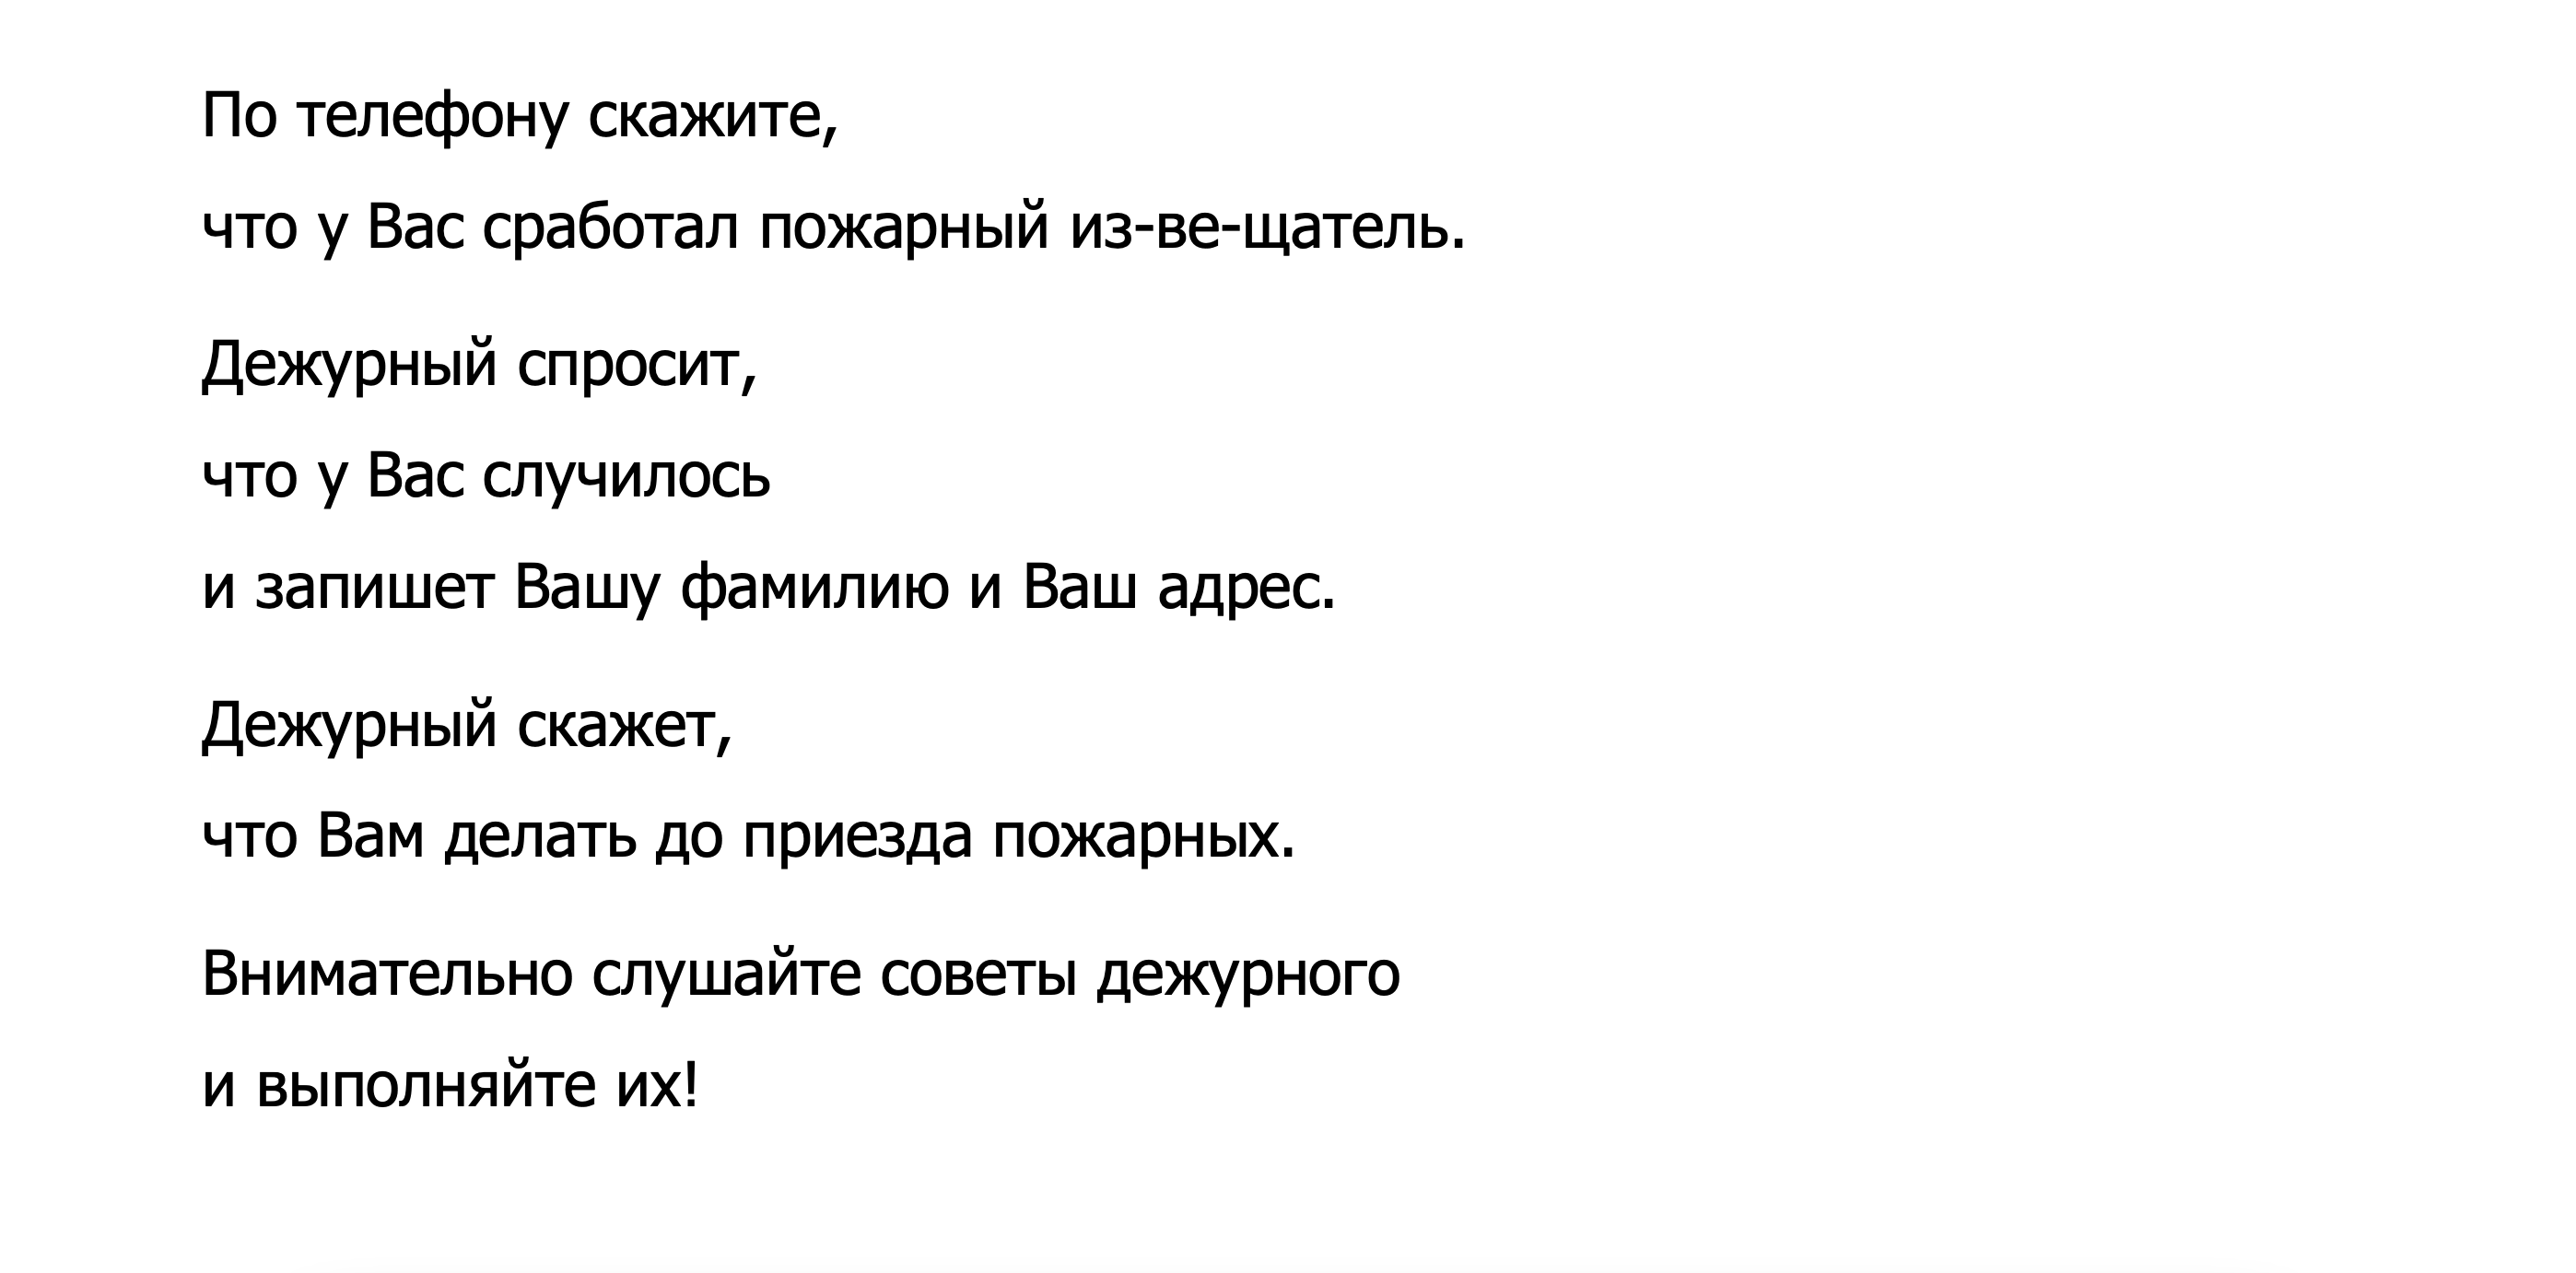 По телефону скажите,
что у Вас сработал пожарный из-ве-щатель.
Дежурный спросит,
что у Вас случилось
и запишет Вашу фамилию и Ваш адрес.
Дежурный скажет,
что Вам делать до приезда пожарных.
Внимательно слушайте советы дежурного
и выполняйте их!